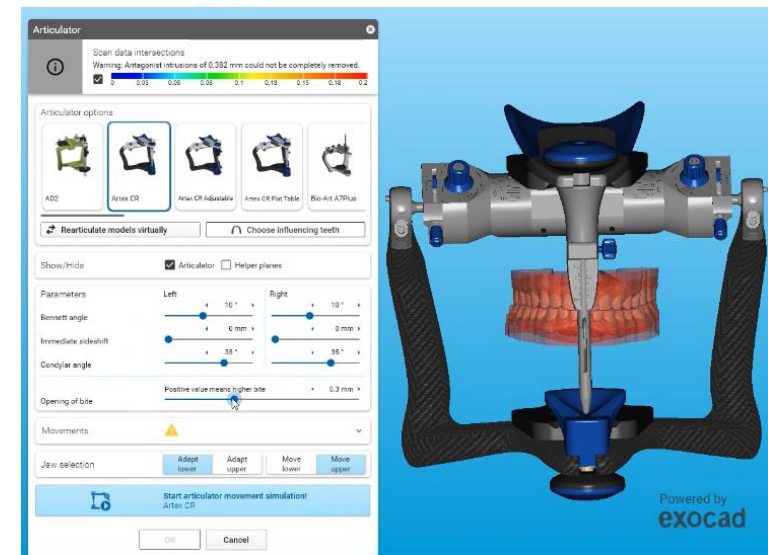 Articulator
Scan data intersections
Warning: Antagonist intrusions of 0.382 mm could not be completely removed.
0 0.03 0.06 0.08 0.1 0.13 0.15 0.18 0.2
Articulator options
AD2 Artex CR Artex CR Adjustable Artex CR Flat Table Bio-Art A7Plus
Rearticulate models virtually Choose influencing teeth
Show/Hide Articulator Helper planes
Parameters Left Right
10 ° 10 °
Bennett angle
0 mm 0 mm
Immediate sideshift
35 ° 35 °
Condylar angle
Positive value means higher bite 0.3 mm
Opening of bite
Movements
Jaw selection Adapt lower Adapt upper Move lower Move upper
Start articulator movement simulation!
Artex CR
OK Cancel
Powered by
exocad